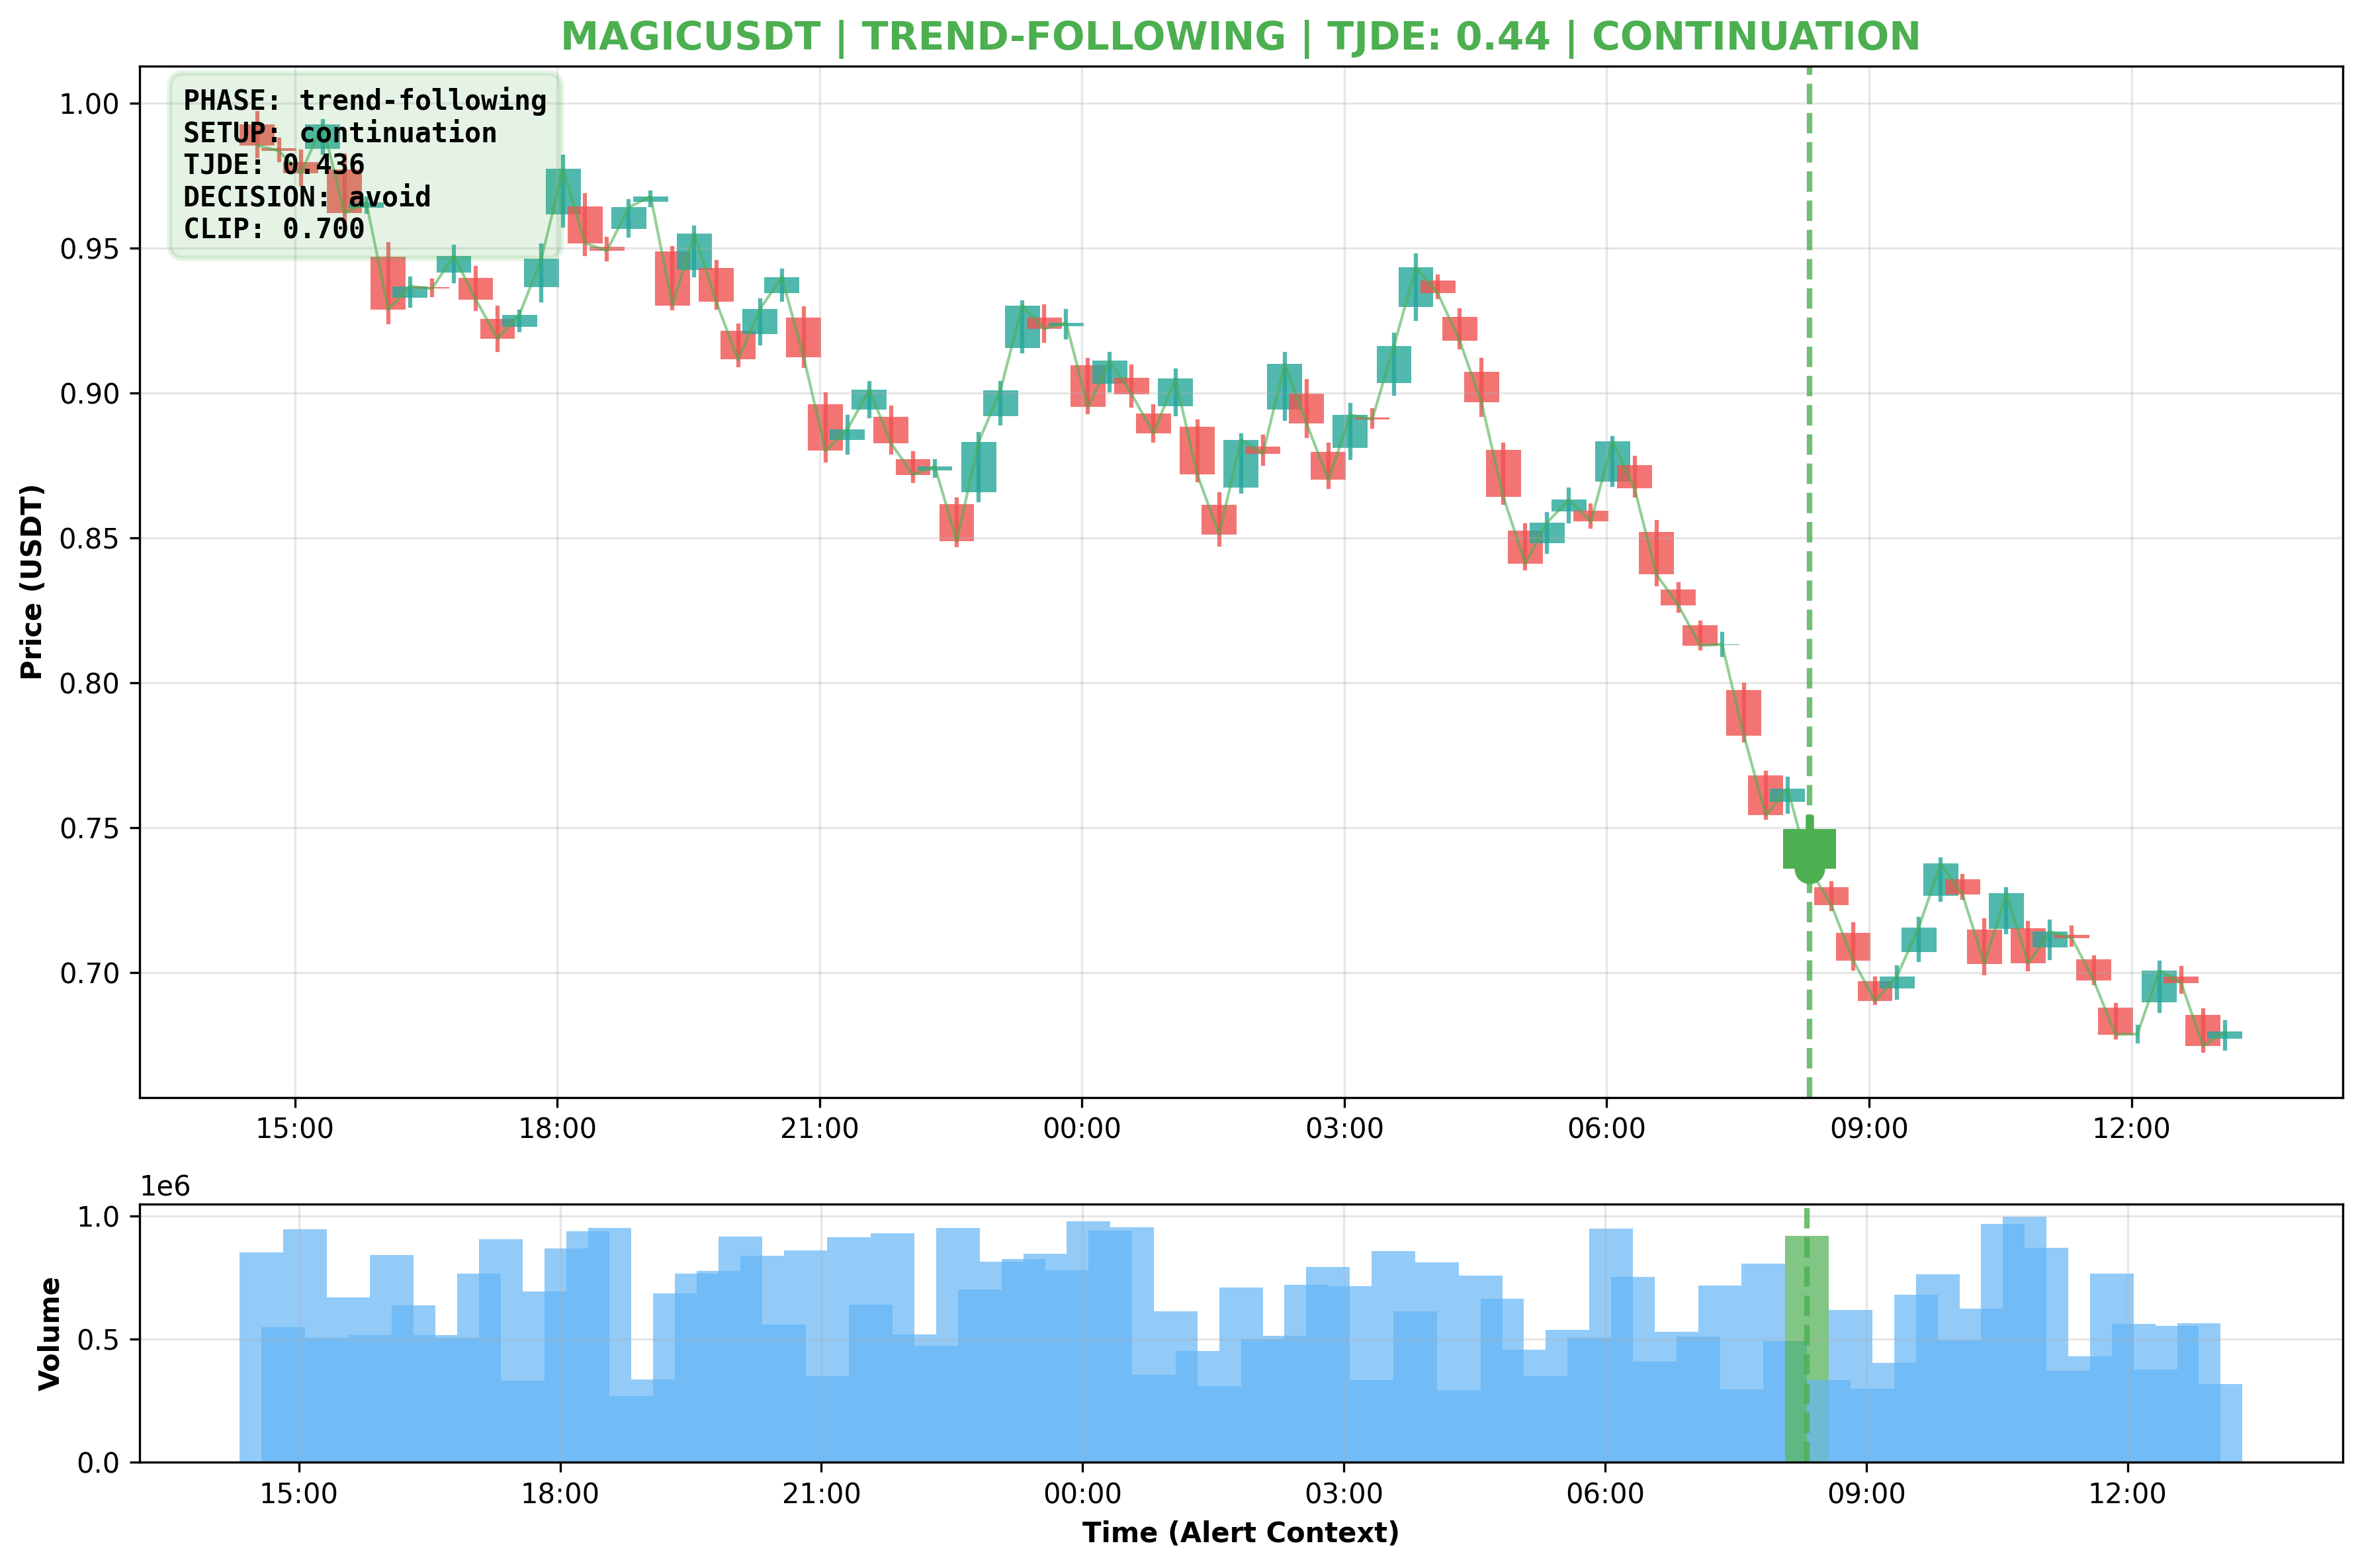 MAGICUSDT | TREND-FOLLOWING | TJDE: 0.44 | CONTINUATION
PHASE: trend-following
SETUP: continuation
TJDE: 0.436
DECISION: avoid
CLIP: 0.700
Price (USDT)
1.00
0.95
0.90
0.85
0.80
0.75
0.70
15:00 18:00 21:00 00:00 03:00 06:00 09:00 12:00
1e6
Volume
1.0
0.5
0.0
15:00 18:00 21:00 00:00 03:00 06:00 09:00 12:00
Time (Alert Context)